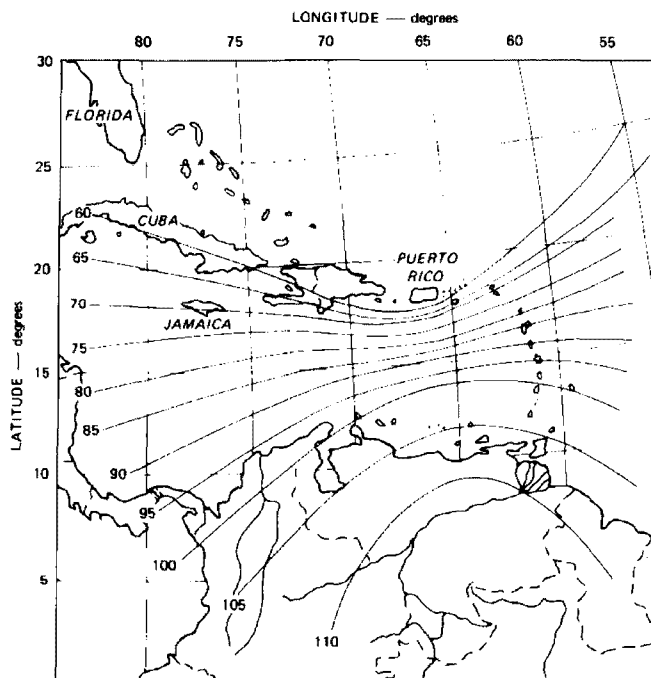 LONGITUDE — degrees
80 75 70 65 60 55
30
FLORIDA
25
60
CUBA
20
65
PUERTO
RICO
70
JAMAICA
75
15
80
85
LATITUDE — degrees
90
10
95
100
5
105
110